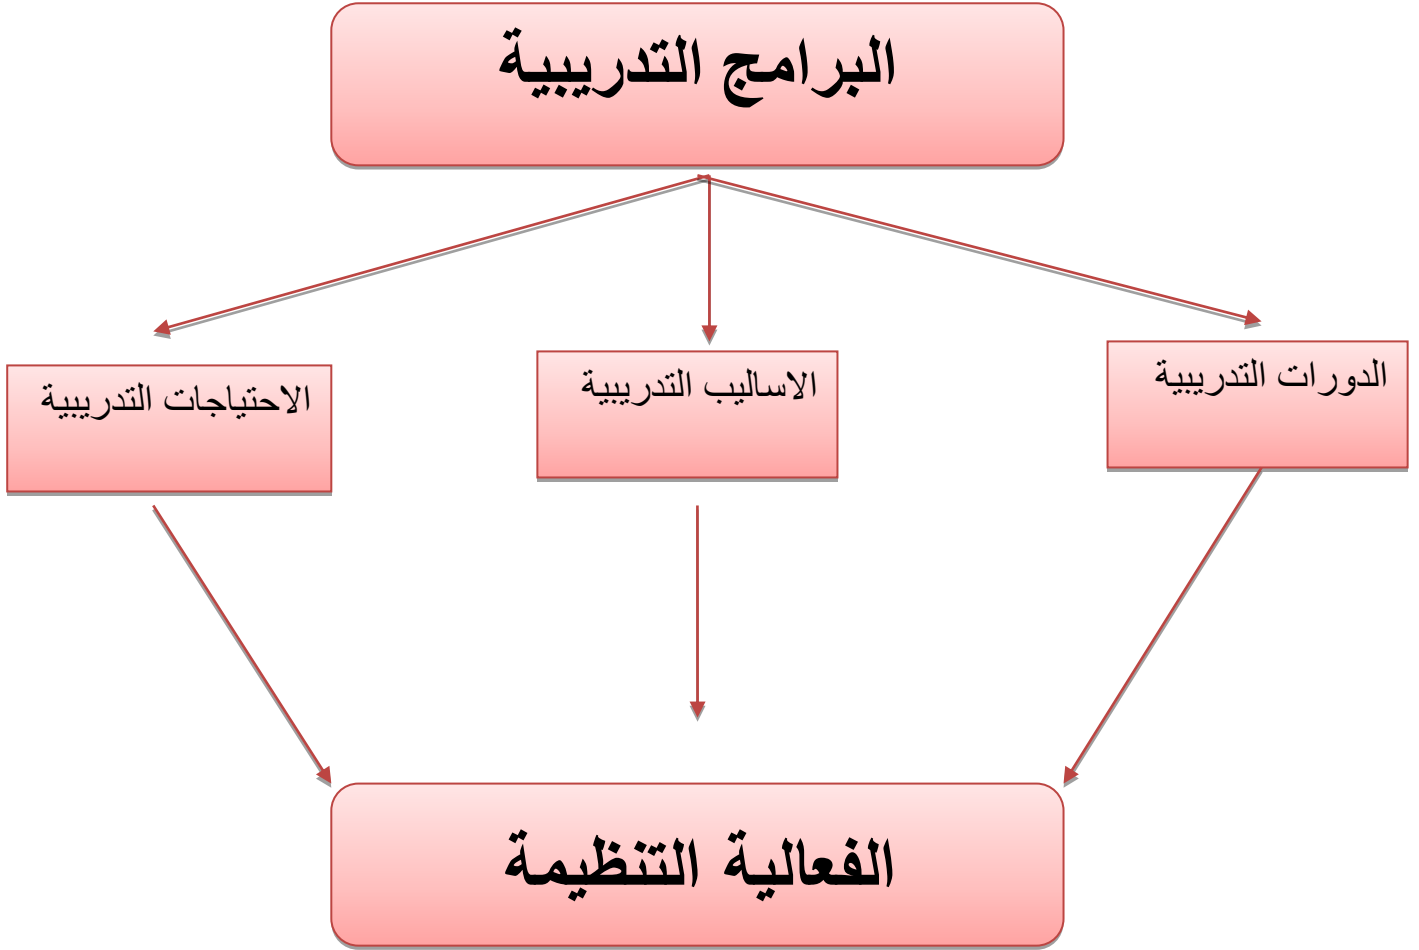 البرامج التدريبية
الدورات التدريبية
الاساليب التدريبية
الاحتياجات التدريبية
الفعالية التنظيمة